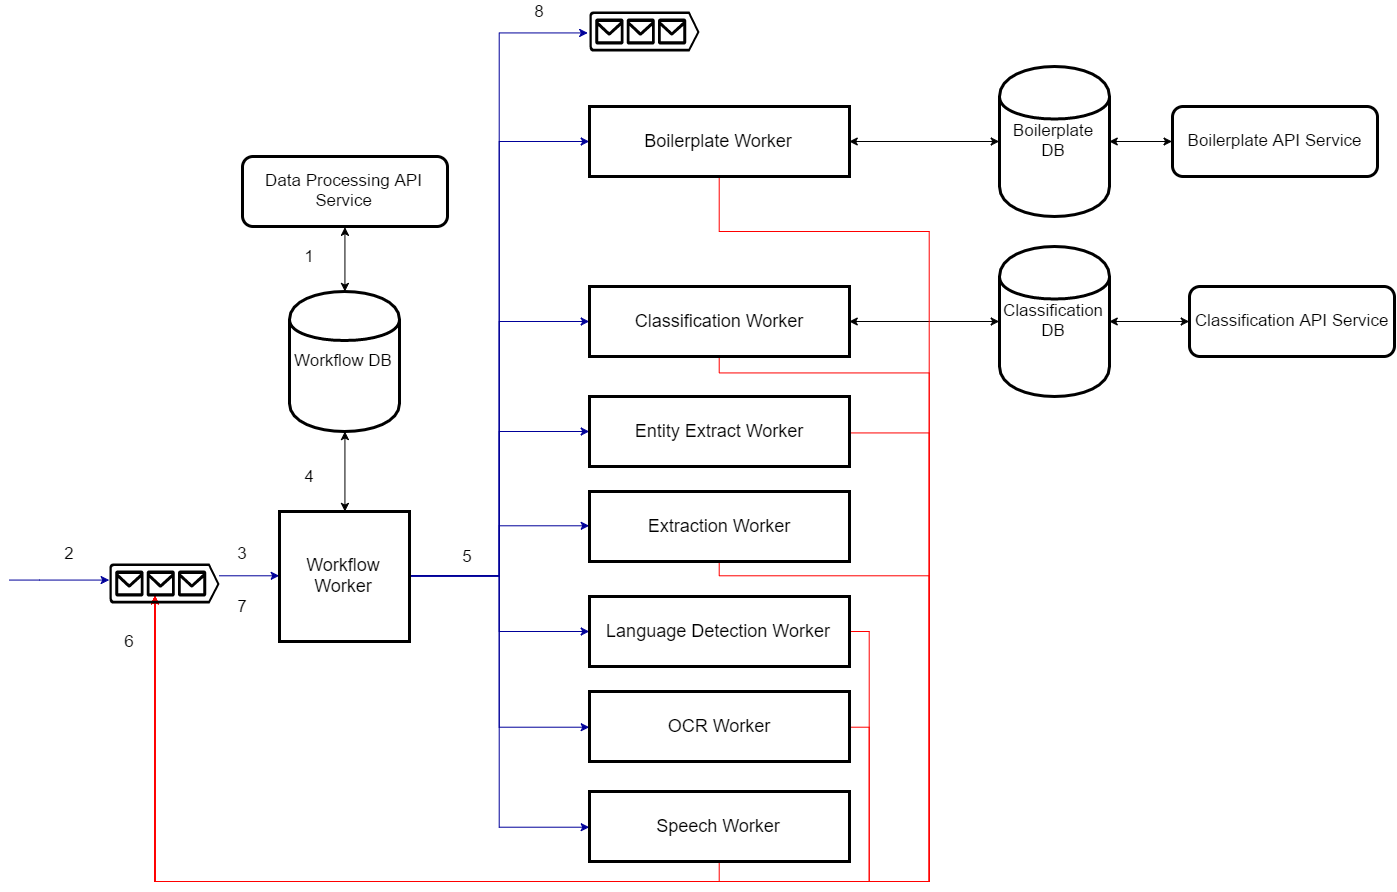 8
Boilerplate Worker
Boilerplate
DB
Boilerplate API Service
Data Processing API
Service
1
Classification Worker
Classification
DB
Classification API Service
Workflow DB
Entity Extract Worker
4
Extraction Worker
2
3
5
Workflow
Worker
7
6
Language Detection Worker
OCR Worker
Speech Worker